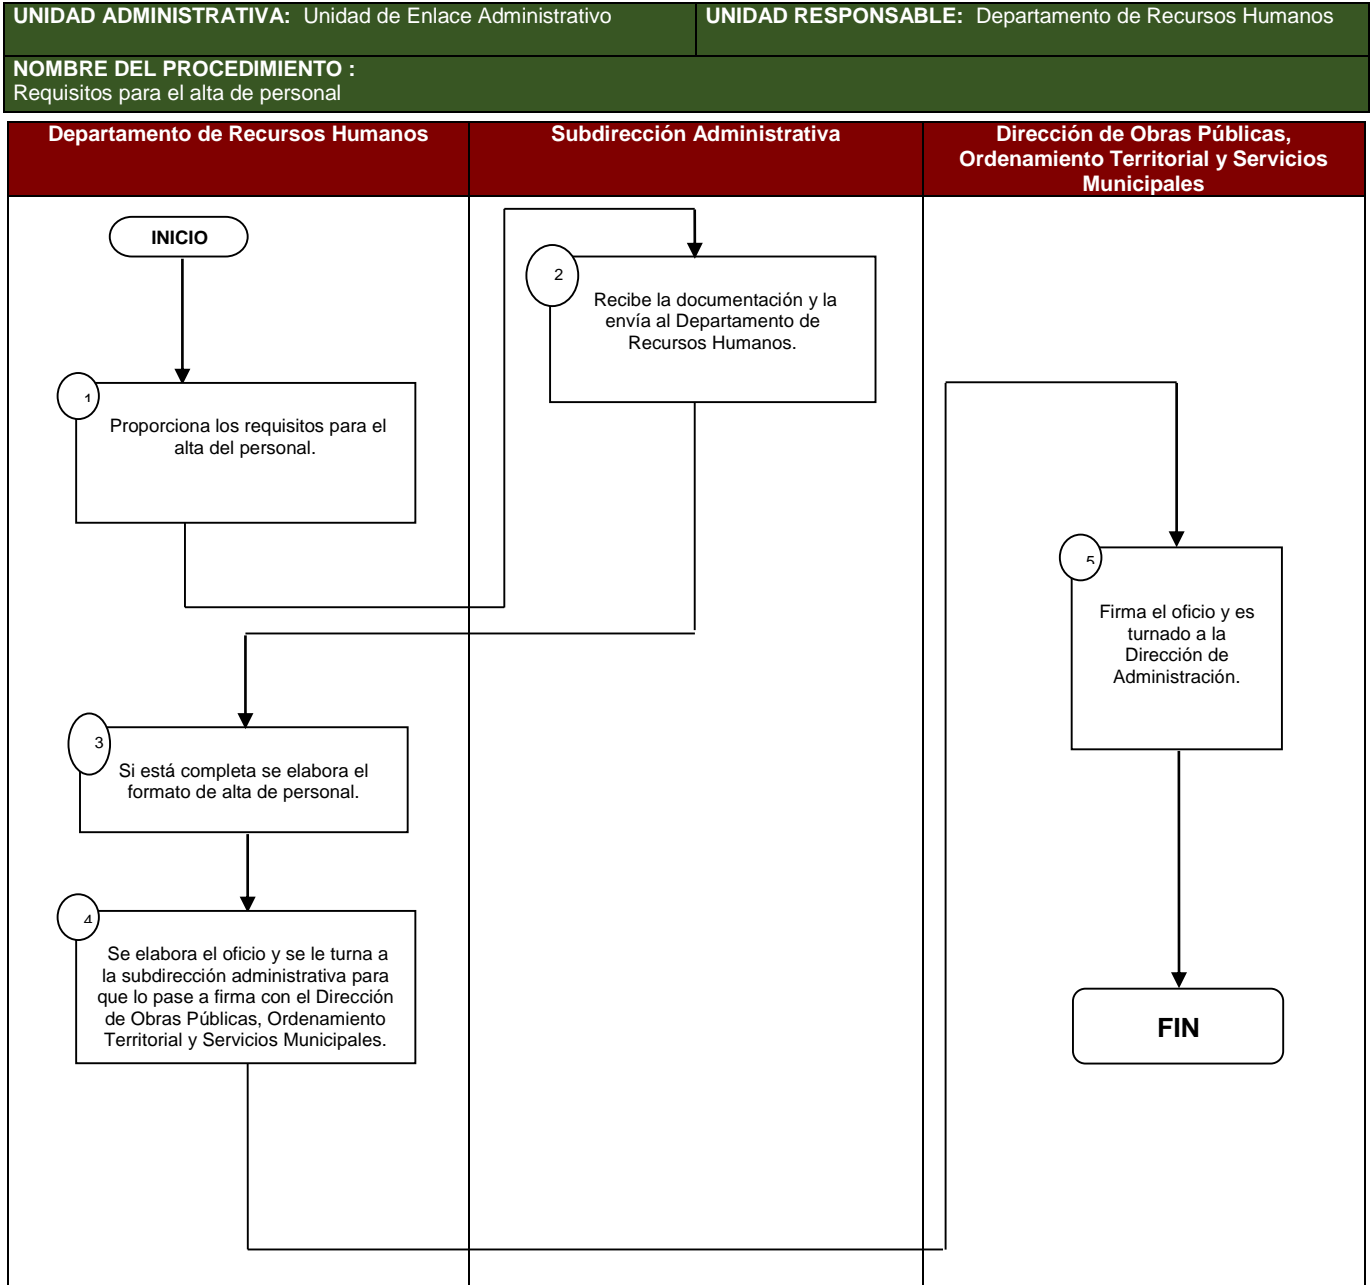 UNIDAD ADMINISTRATIVA: Unidad de Enlace Administrativo
UNIDAD RESPONSABLE: Departamento de Recursos Humanos
NOMBRE DEL PROCEDIMIENTO :
Requisitos para el alta de personal
Departamento de Recursos Humanos
Subdirección Administrativa
Dirección de Obras Públicas,
Ordenamiento Territorial y Servicios
Municipales
INICIO
1
Proporciona los requisitos para el
alta del personal.
2
Recibe la documentación y la
envía al Departamento de
Recursos Humanos.
3
Si está completa se elabora el
formato de alta de personal.
4
Se elabora el oficio y se le turna a
la subdirección administrativa para
que lo pase a firma con el Dirección
de Obras Públicas, Ordenamiento
Territorial y Servicios Municipales.
5
Firma el oficio y es
turnado a la
Dirección de
Administración.
FIN